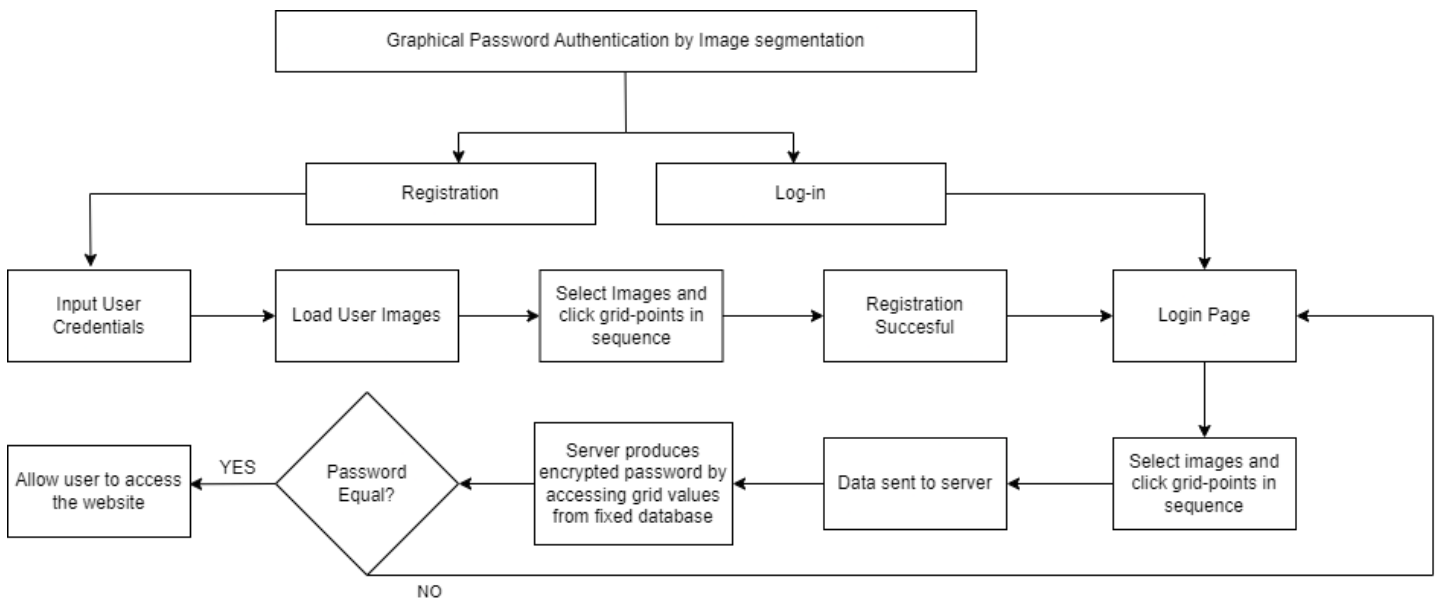 Graphical Password Authentication by Image segmentation
Registration
Log-in
Input User
Credentials
Load User Images
Select Images and
click grid-points in
sequence
Registration
Succesful
Login Page
Allow user to access
the website
YES
Password
Equal?
Server produces
encrypted password by
accessing grid values
from fixed database
Data sent to server
Select images and
click grid-points in
sequence
NO